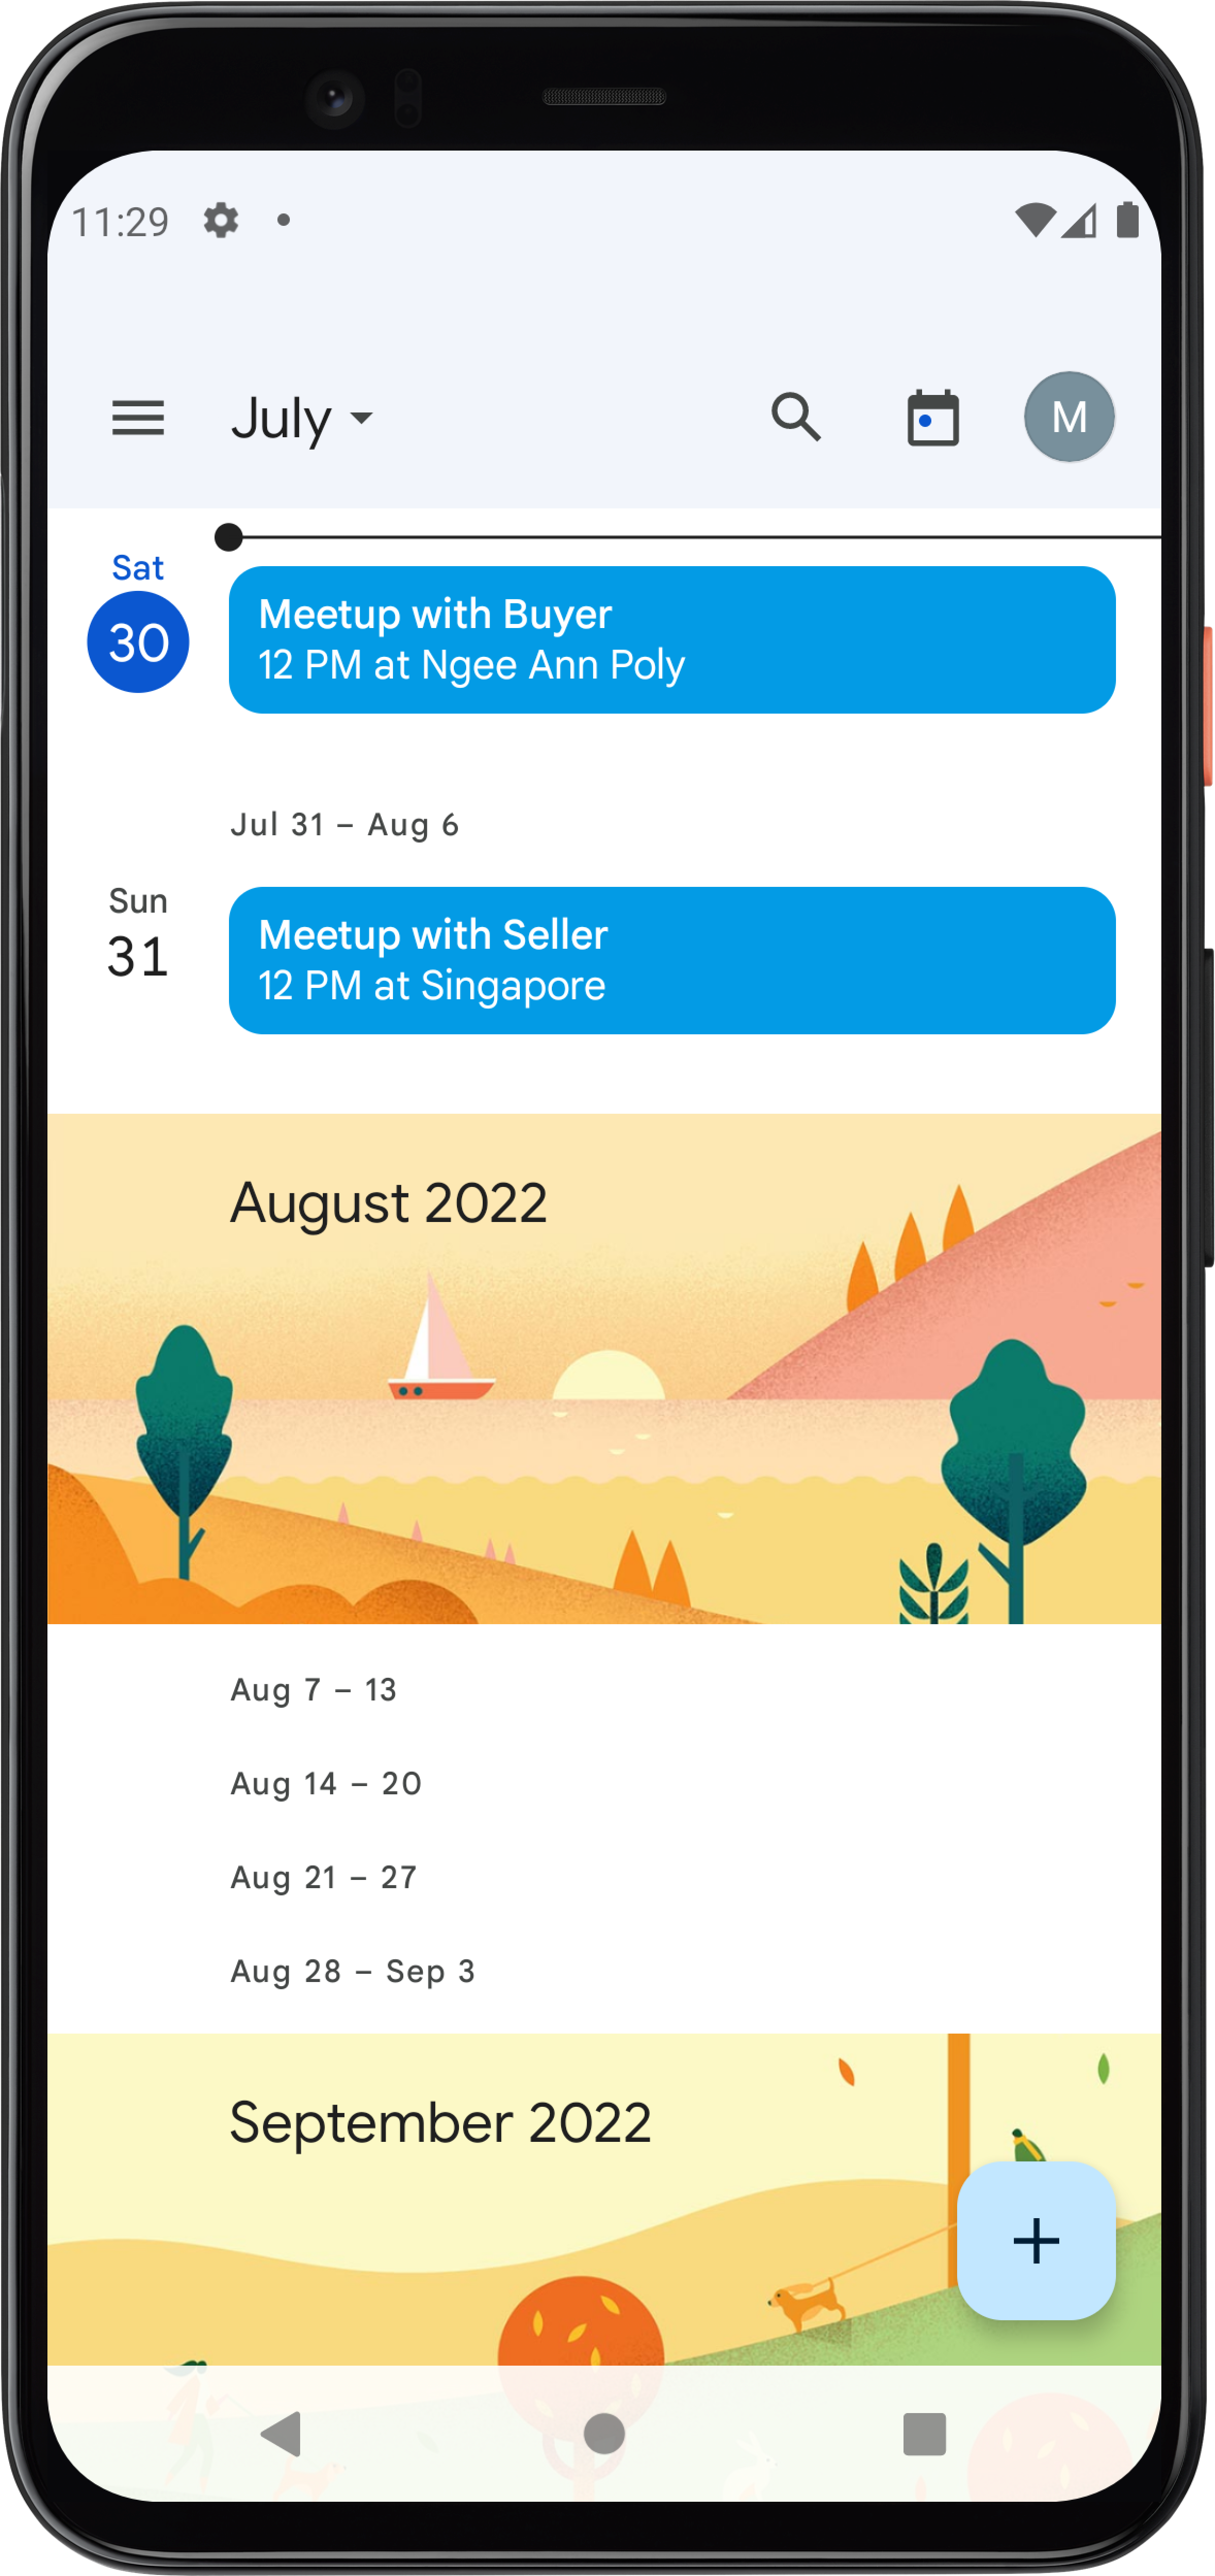 11:29
July
M
Sat
30
Meetup with Buyer
12 PM at Ngee Ann Poly
Jul 31 – Aug 6
Sun
31
Meetup with Seller
12 PM at Singapore
August 2022
Aug 7 – 13
Aug 14 – 20
Aug 21 – 27
Aug 28 – Sep 3
September 2022